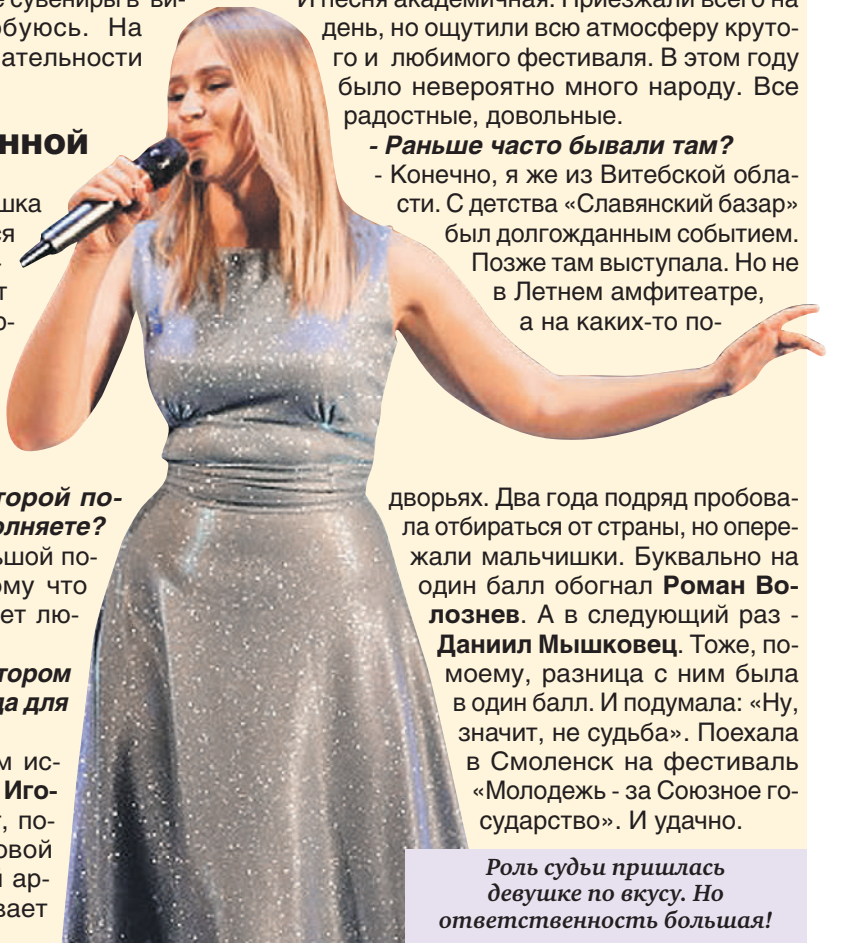 е сувениры в ви-
буюсь. На
ательности
нной
шка
ся
т
р-
торой по-
олняете?
ьшой по-
ому что
ет лю-
тором
да для
м ис-
Иго-
, по-
овой
и ар-
вает
И песня академичная. Приезжали всего на
день, но ощутили всю атмосферу круто-
го и любимого фестиваля. В этом году
было невероятно много народу. Все
радостные, довольные.
- Раньше часто бывали там?
- Конечно, я же из Витебской обла-
сти. С детства «Славянский базар»
был долгожданным событием.
Позже там выступала. Но не
в Летнем амфитеатре,
а на каких-то по-
дворьях. Два года подряд пробова-
ла отбираться от страны, но опере-
жали мальчишки. Буквально на
один балл обогнал Роман Во-
лознев. А в следующий раз -
Даниил Мышковец. Тоже, по-
моему, разница с ним была
в один балл. И подумала: «Ну,
значит, не судьба». Поехала
в Смоленск на фестиваль
«Молодежь - за Союзное го-
сударство». И удачно.
Роль судьи пришлась
девушке по вкусу. Но
ответственность большая!